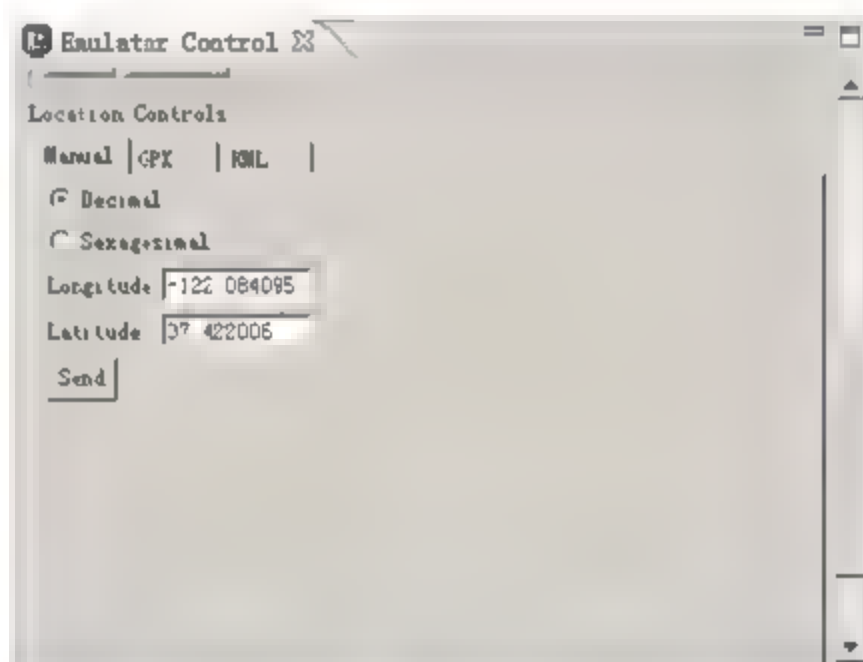 Emulator Control
Location Controls
Manual GPX KML
Decimal
Sexagesimal
Longitude -122.084095
Latitude 37.422006
Send